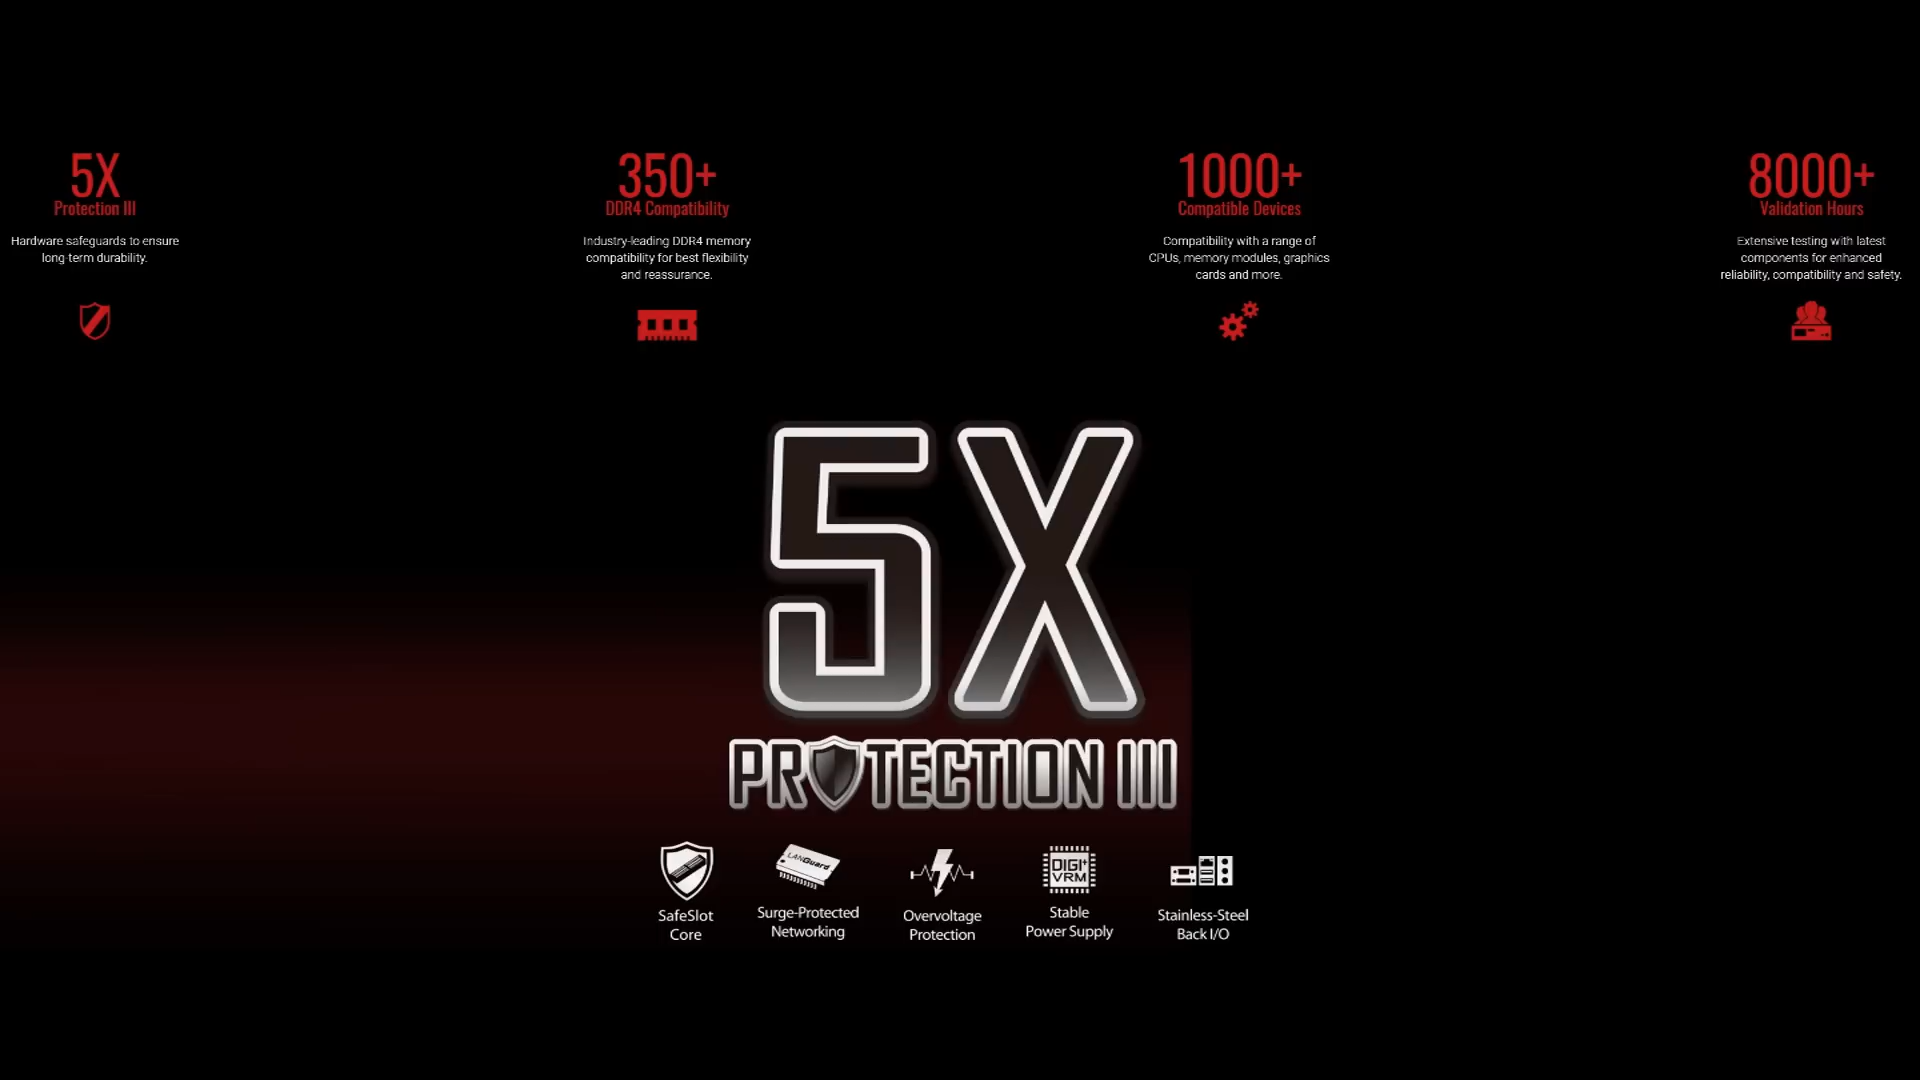 5X
Protection III
Hardware safeguards to ensure
long-term durability.
350+
DDR4 Compatibility
Industry-leading DDR4 memory
compatibility for best flexibility
and reassurance.
1000+
Compatible Devices
Compatibility with a range of
CPUs, memory modules, graphics
cards and more.
8000+
Validation Hours
Extensive testing with latest
components for enhanced
reliability, compatibility and safety.
5X
PROTECTION III
SafeSlot
Core
LANGuard
Surge-Protected
Networking
Overvoltage
Protection
DIGI+
VRM
Stable
Power Supply
Stainless-Steel
Back I/O